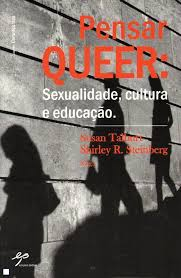 Pensar
QUEER:
Sexualidade, cultura
e educação.
Susan Talburt
Shirley R. Steinberg